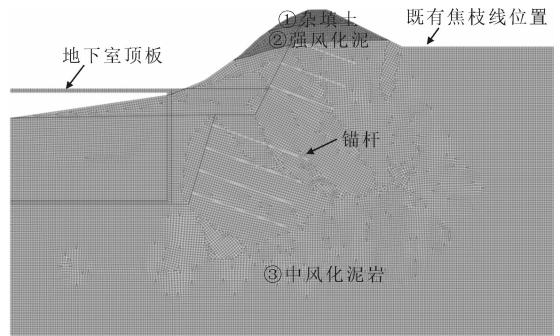 ①杂填土
既有焦枝线位置
②强风化泥
地下室顶板
锚杆
③中风化泥岩